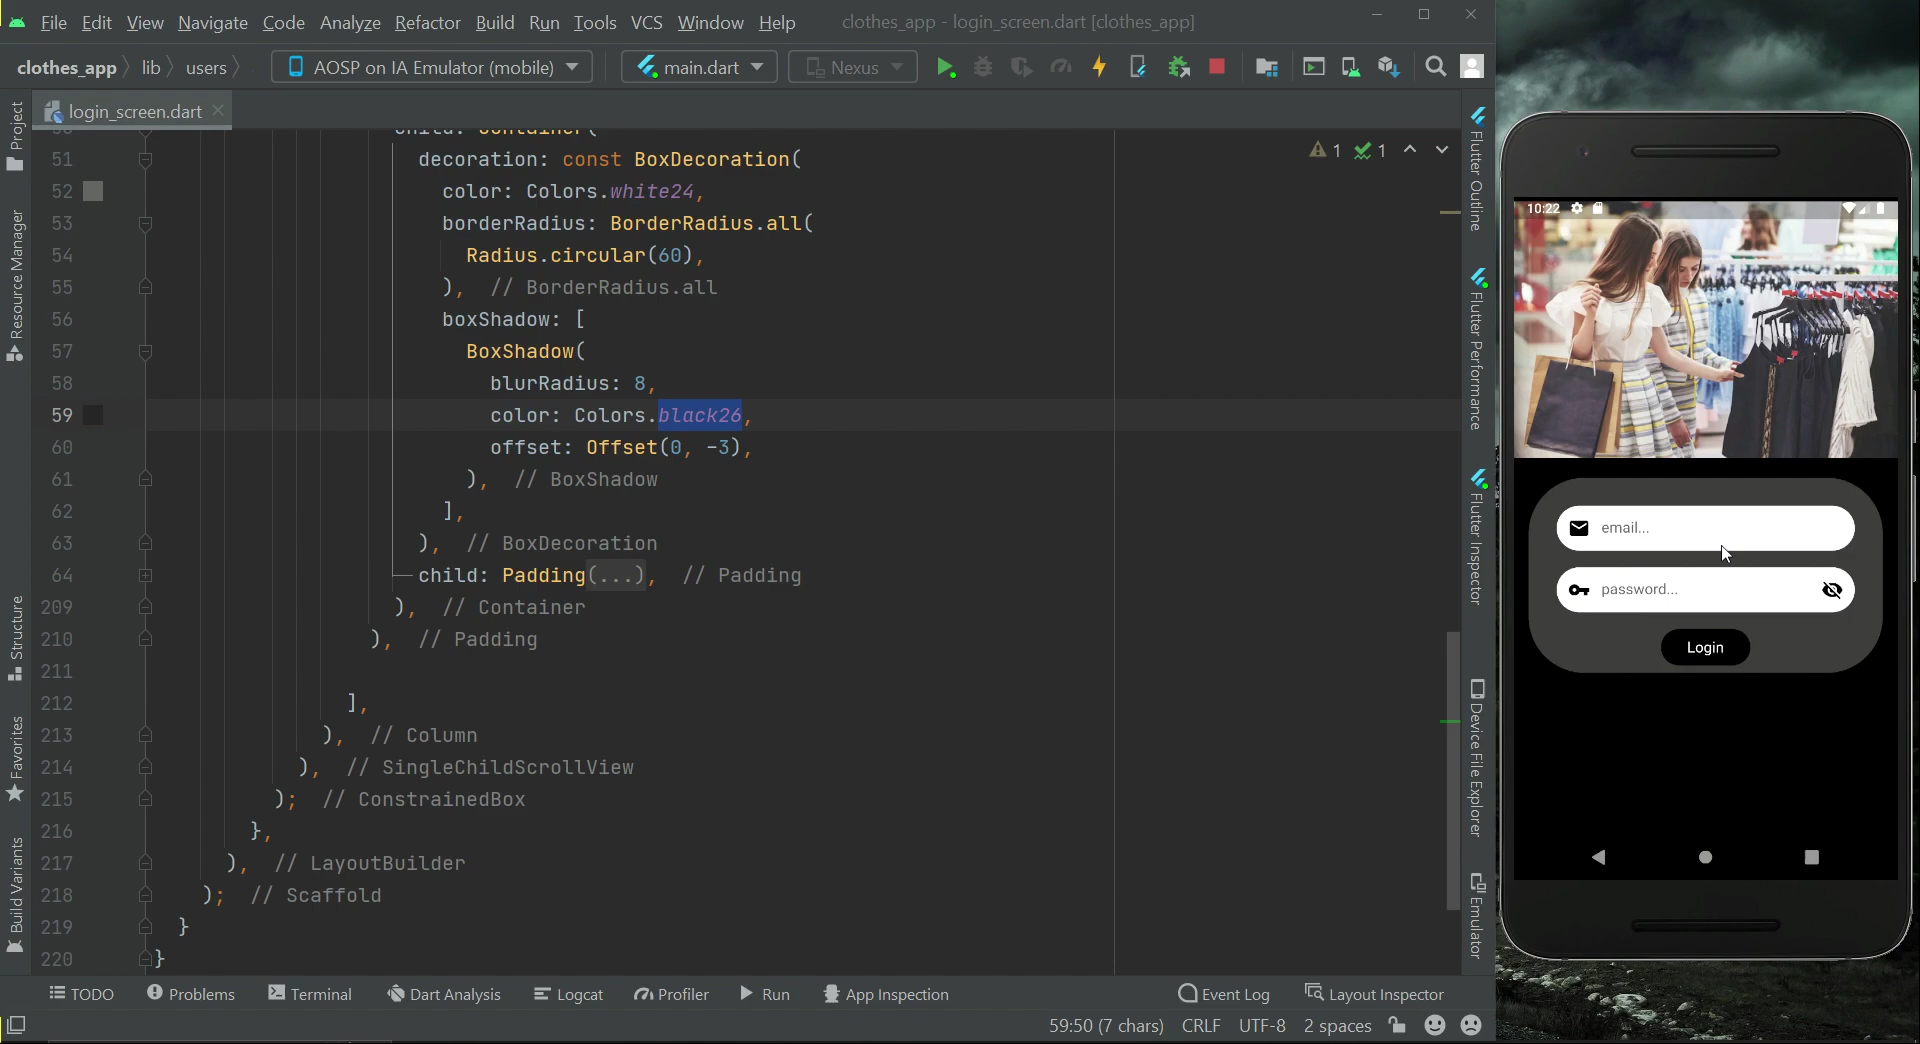 File Edit View Navigate Code Analyze Refactor Build Run Tools VCS Window Help clothes_app - login_screen.dart [clothes_app]
clothes_app lib users AOSP on IA Emulator (mobile) main.dart Nexus
login_screen.dart
51 decoration: const BoxDecoration(
52 color: Colors.white24,
53 borderRadius: BorderRadius.all(
54 Radius.circular(60),
55 ), // BorderRadius.all
56 boxShadow: [
57 BoxShadow(
58 blurRadius: 8,
59 color: Colors.black26,
60 offset: Offset(0, -3),
61 ), // BoxShadow
62 ],
63 ), // BoxDecoration
64 child: Padding(...), // Padding
209 ), // Container
210 ), // Padding
211
212 ],
213 ), // Column
214 ), // SingleChildScrollView
215 ); // ConstrainedBox
216 },
217 ), // LayoutBuilder
218 ); // Scaffold
219 }
220 }
1 1
Project
Resource Manager
Structure
Favorites
Build Variants
Flutter Outline
Flutter Performance
Flutter Inspector
Device File Explorer
Emulator
TODO Problems Terminal Dart Analysis Logcat Profiler Run App Inspection Event Log Layout Inspector
59:50 (7 chars) CRLF UTF-8 2 spaces
10:22
email...
password...
Login